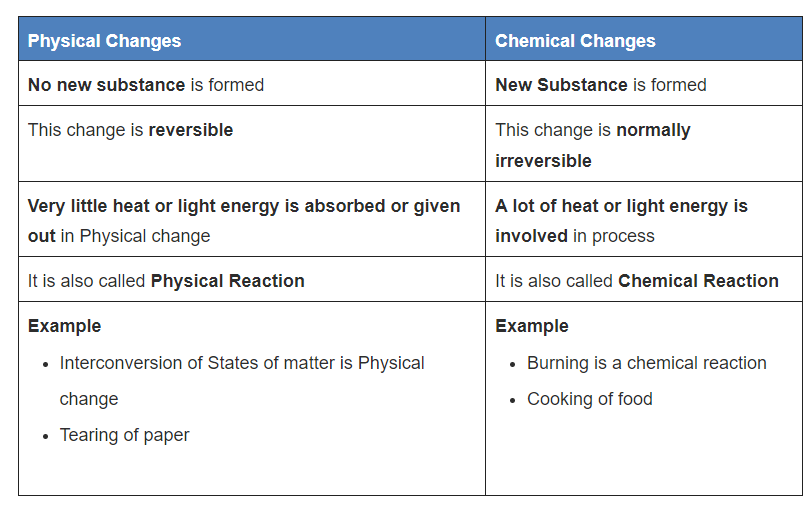 Physical Changes
Chemical Changes
No new substance is formed
New Substance is formed
This change is reversible
This change is normally
irreversible
Very little heat or light energy is absorbed or given
out in Physical change
A lot of heat or light energy is
involved in process
It is also called Physical Reaction
It is also called Chemical Reaction
Example
• Interconversion of States of matter is Physical
change
• Tearing of paper
Example
• Burning is a chemical reaction
• Cooking of food